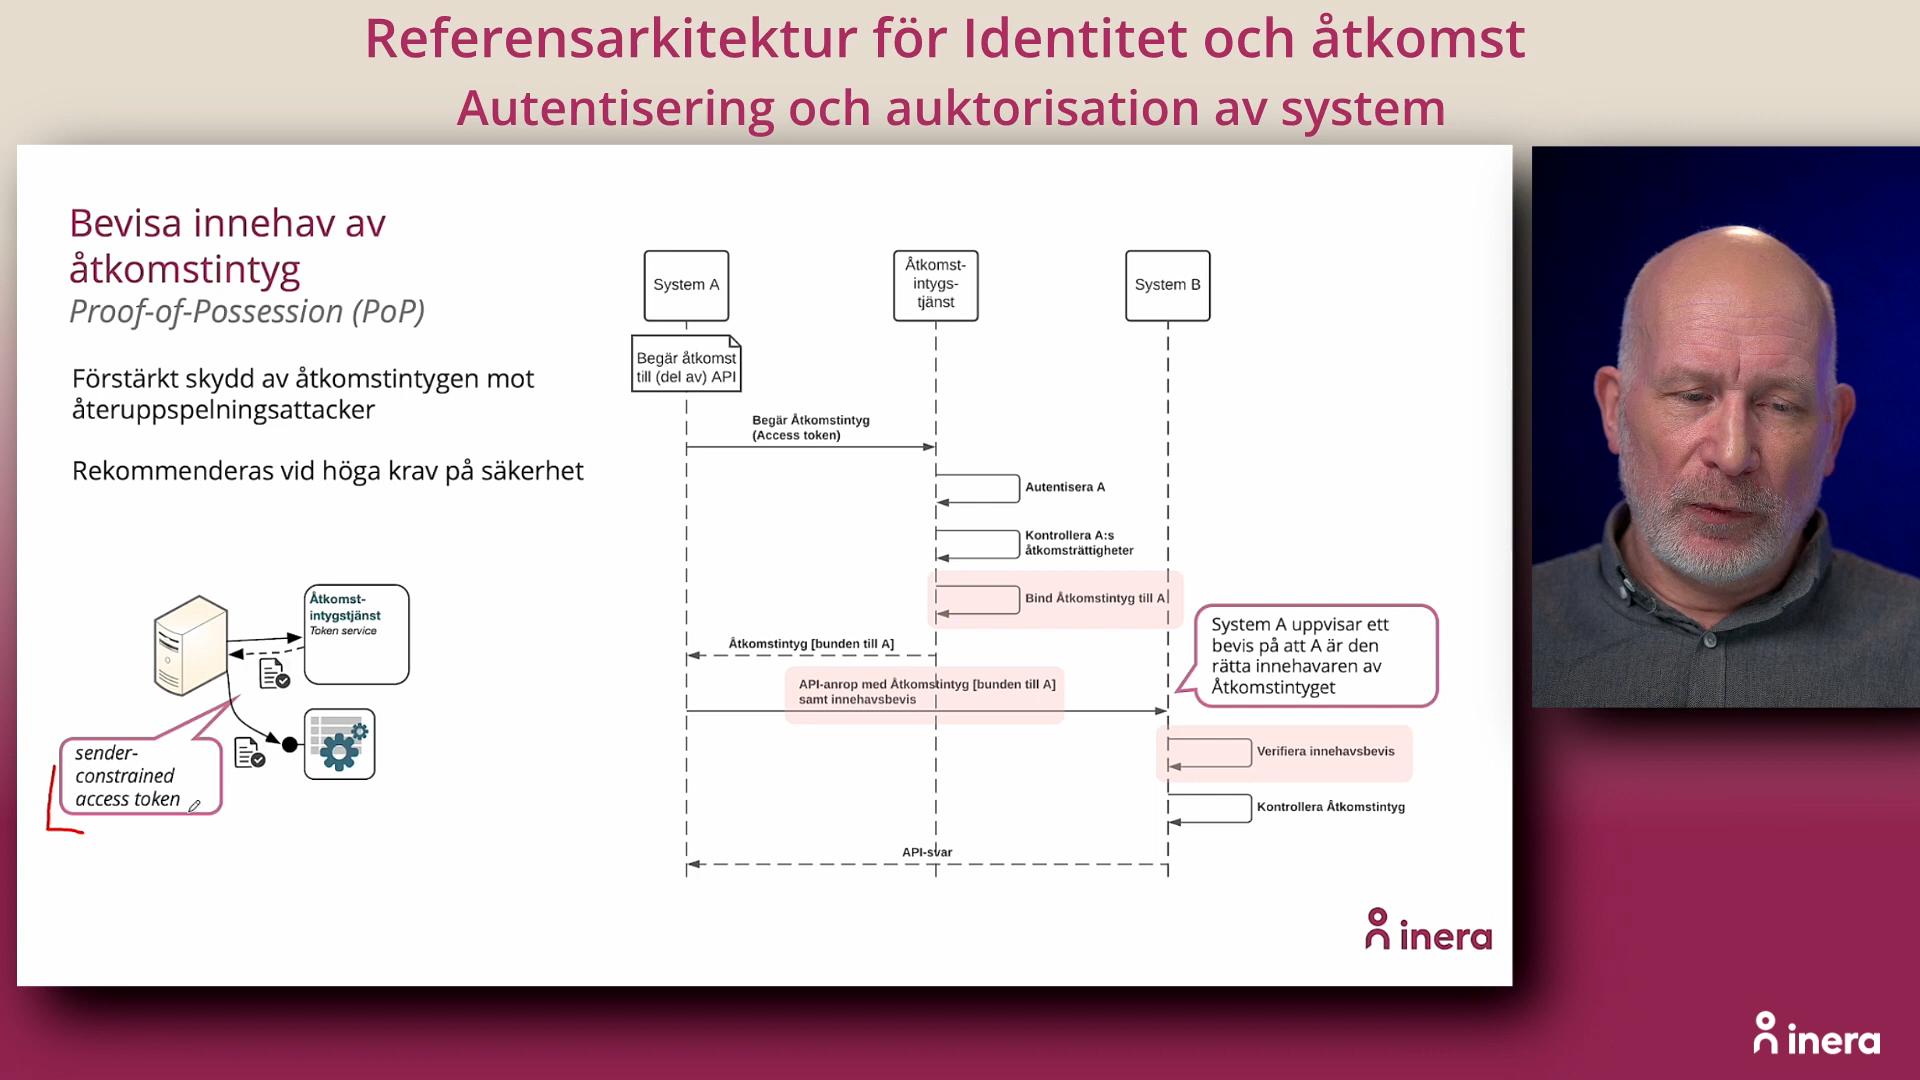 Referensarkitektur för Identitet och åtkomst
Autentisering och auktorisation av system
Bevisa innehav av
åtkomstintyg
Proof-of-Possession (PoP)
Förstärkt skydd av åtkomstintygen mot
återuppspelningsattacker
Rekommenderas vid höga krav på säkerhet
Åtkomst-
intygstjänst
Token service
sender-
constrained
access token
System A
Åtkomst-
intygs-
tjänst
System B
Begär åtkomst
till (del av) API
Begär Åtkomstintyg
(Access token)
Autentisera A
Kontrollera A:s
åtkomsträttigheter
Bind Åtkomstintyg till A
Åtkomstintyg [bunden till A]
API-anrop med Åtkomstintyg [bunden till A]
samt innehavsbevis
System A uppvisar ett
bevis på att A är den
rätta innehavaren av
Åtkomstintyget
Verifiera innehavsbevis
Kontrollera Åtkomstintyg
API-svar
inera
inera